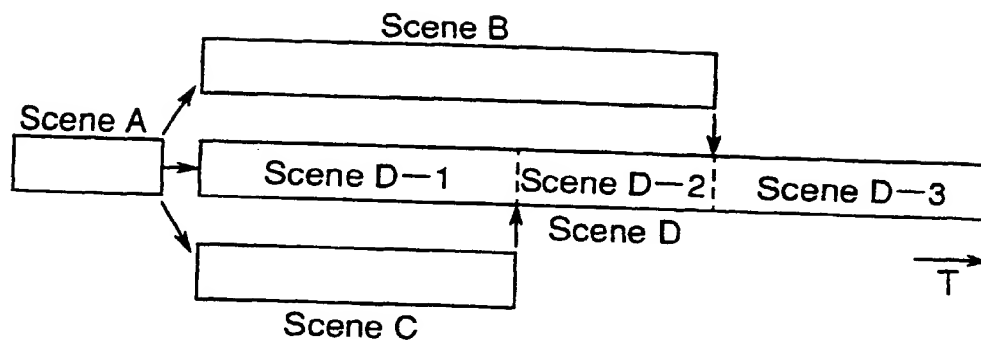 Scene B
Scene A
Scene D—1 Scene D—2 Scene D—3
Scene D
T
Scene C